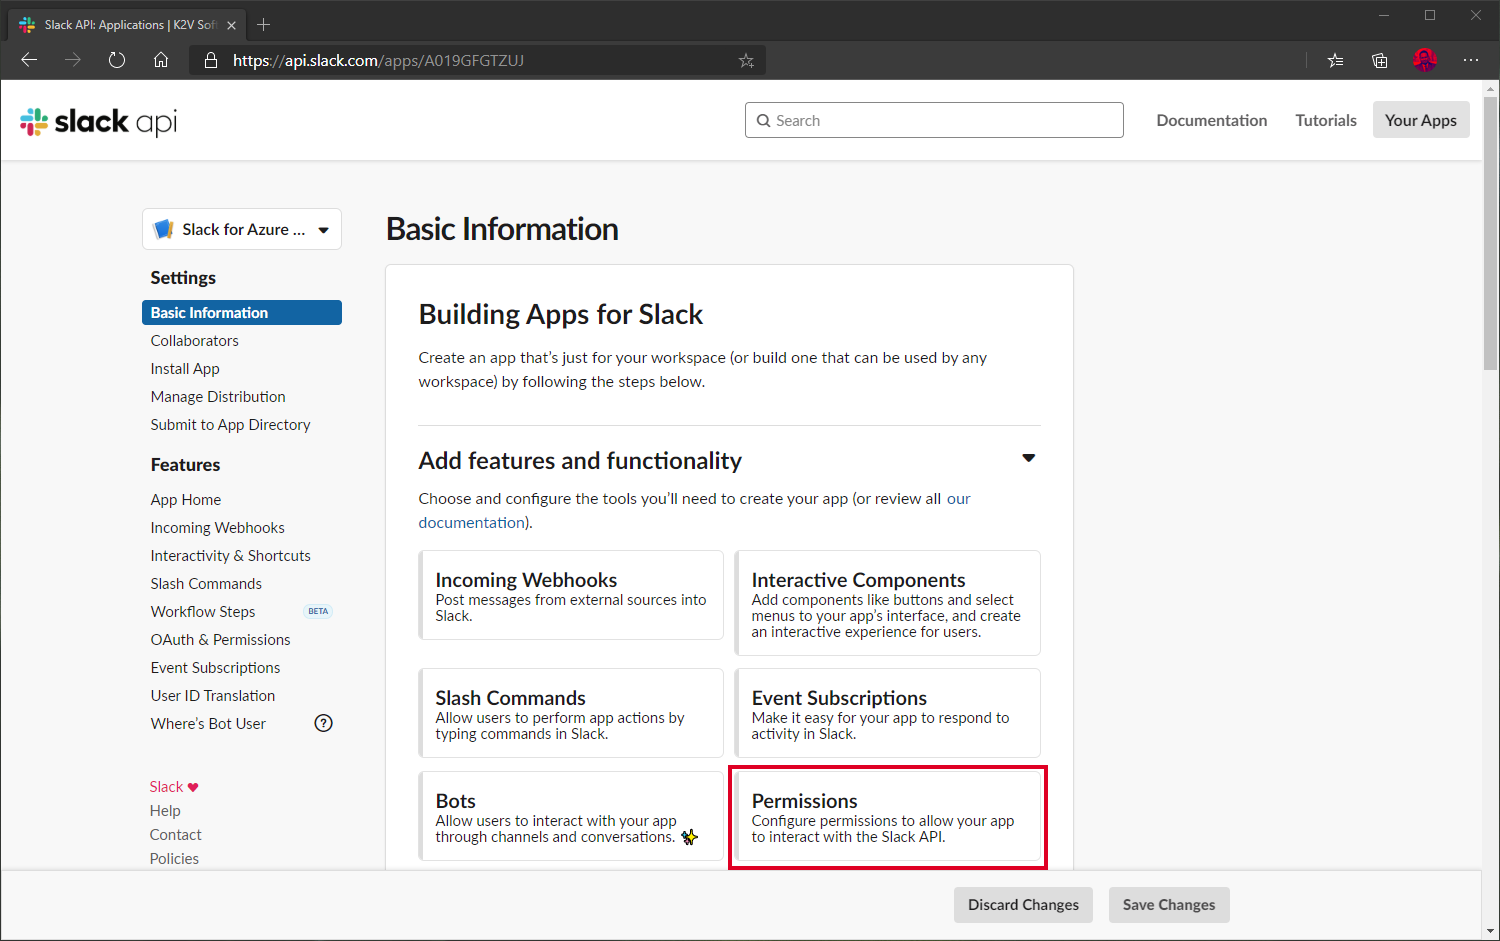 Slack API: Applications | K2V Sof
https://api.slack.com/apps/A019GFGTZUJ
slack api
Search
Documentation
Tutorials
Your Apps
Slack for Azure ...
Settings
Basic Information
Collaborators
Install App
Manage Distribution
Submit to App Directory
Features
App Home
Incoming Webhooks
Interactivity & Shortcuts
Slash Commands
Workflow Steps BETA
OAuth & Permissions
Event Subscriptions
User ID Translation
Where's Bot User ?
Slack ♥
Help
Contact
Policies
Basic Information
Building Apps for Slack
Create an app that's just for your workspace (or build one that can be used by any
workspace) by following the steps below.
Add features and functionality
Choose and configure the tools you'll need to create your app (or review all our
documentation).
Incoming Webhooks
Post messages from external sources into
Slack.
Interactive Components
Add components like buttons and select
menus to your app's interface, and create
an interactive experience for users.
Slash Commands
Allow users to perform app actions by
typing commands in Slack.
Event Subscriptions
Make it easy for your app to respond to
activity in Slack.
Bots
Allow users to interact with your app
through channels and conversations.
Permissions
Configure permissions to allow your app
to interact with the Slack API.
Discard Changes
Save Changes